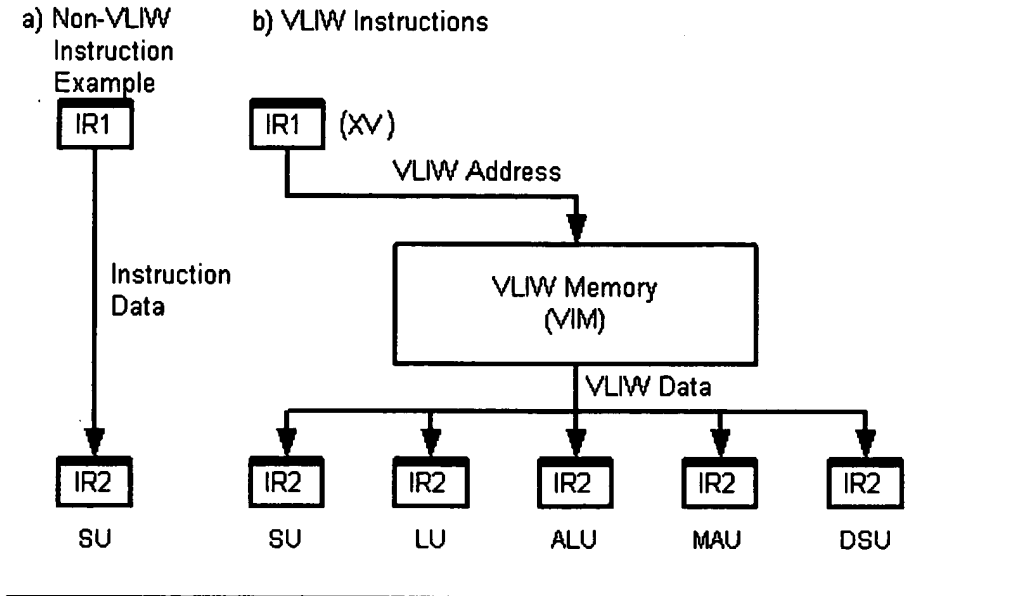 a) Non-VLIW
Instruction
Example
b) VLIW Instructions
IR1
IR1
(XV)
VLIW Address
Instruction
Data
VLIW Memory
(VIM)
VLIW Data
IR2
IR2
IR2
IR2
IR2
IR2
SU
SU
LU
ALU
MAU
DSU